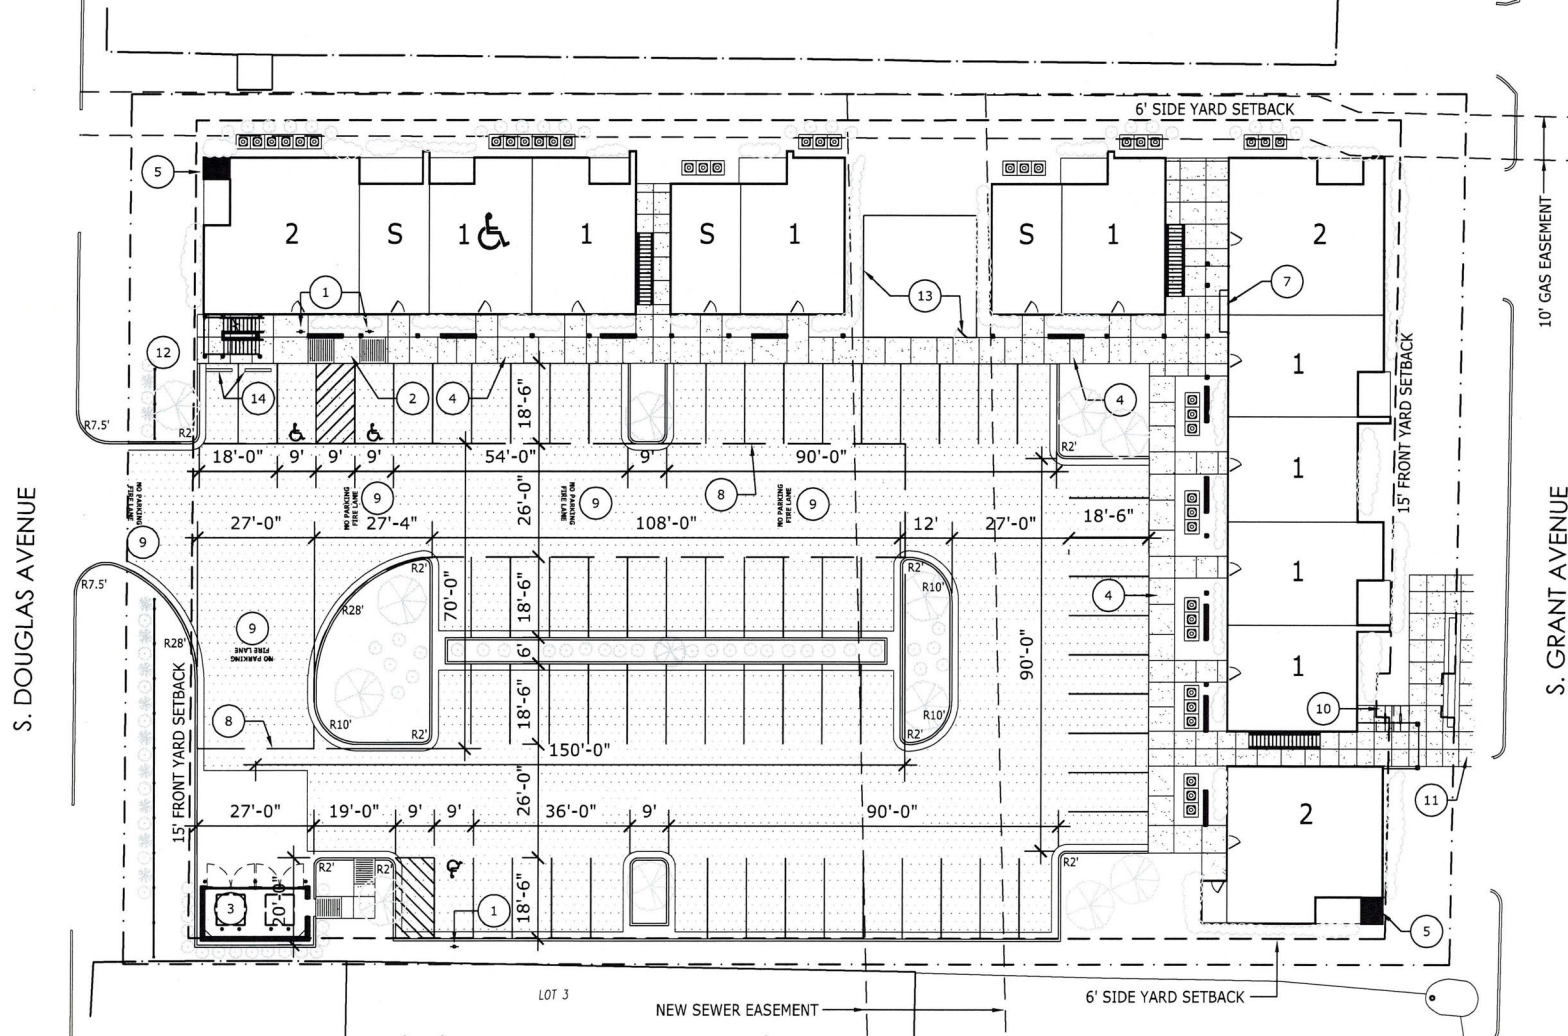 6' SIDE YARD SETBACK
5
2
S
1
1
S
1
S
1
2
10' GAS EASEMENT
7
1
13
12
14
2
4
4
1
15' FRONT YARD SETBACK
R7.5'
R2'
18'-6"
R2'
18'-0"
9'
9'
9'
54'-0"
9'
90'-0"
1
S. DOUGLAS AVENUE
S. GRANT AVENUE
NO PARKING
FIRE LANE
9
NO PARKING
FIRE LANE
9
NO PARKING
FIRE LANE
9
8
NO PARKING
FIRE LANE
9
26'-0"
27'-0"
27'-4"
108'-0"
12'
27'-0"
18'-6"
R7.5'
R2'
R2'
R10'
1
R28'
R28'
70'-0"
18'-6"
4
9
NO PARKING
FIRE LANE
6'
90'-0"
1
15' FRONT YARD SETBACK
18'-6"
8
R10'
R2'
R10'
R2'
10
150'-0"
26'-0"
11
27'-0"
19'-0"
9'
9'
36'-0"
9'
90'-0"
2
R2'
R2'
R2'
3
20'-0"
18'-6"
1
5
LOT 3
NEW SEWER EASEMENT
6' SIDE YARD SETBACK